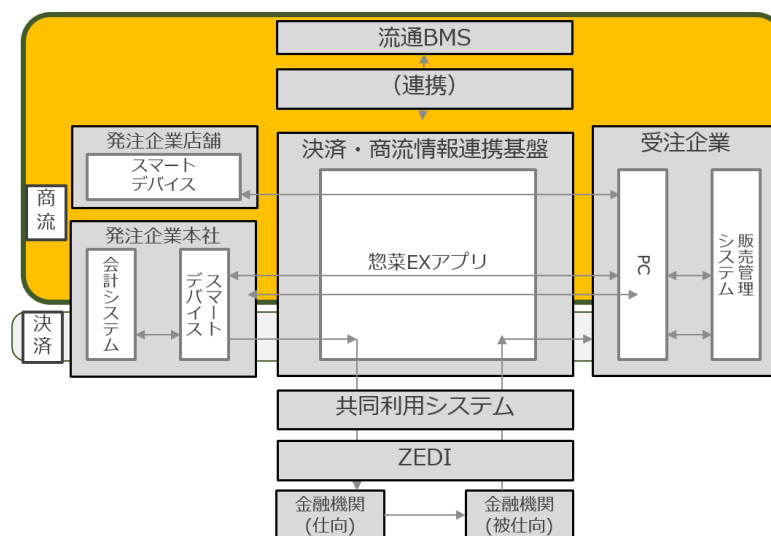 流通BMS
（連携）
発注企業店舗
スマート
デバイス
決済・商流情報連携基盤
受注企業
商
流
発注企業本社
会計システム
スマート
デバイス
惣菜EXアプリ
PC
販売管理
システム
決
済
共同利用システム
ZEDI
金融機関
(仕向)
金融機関
(被仕向)